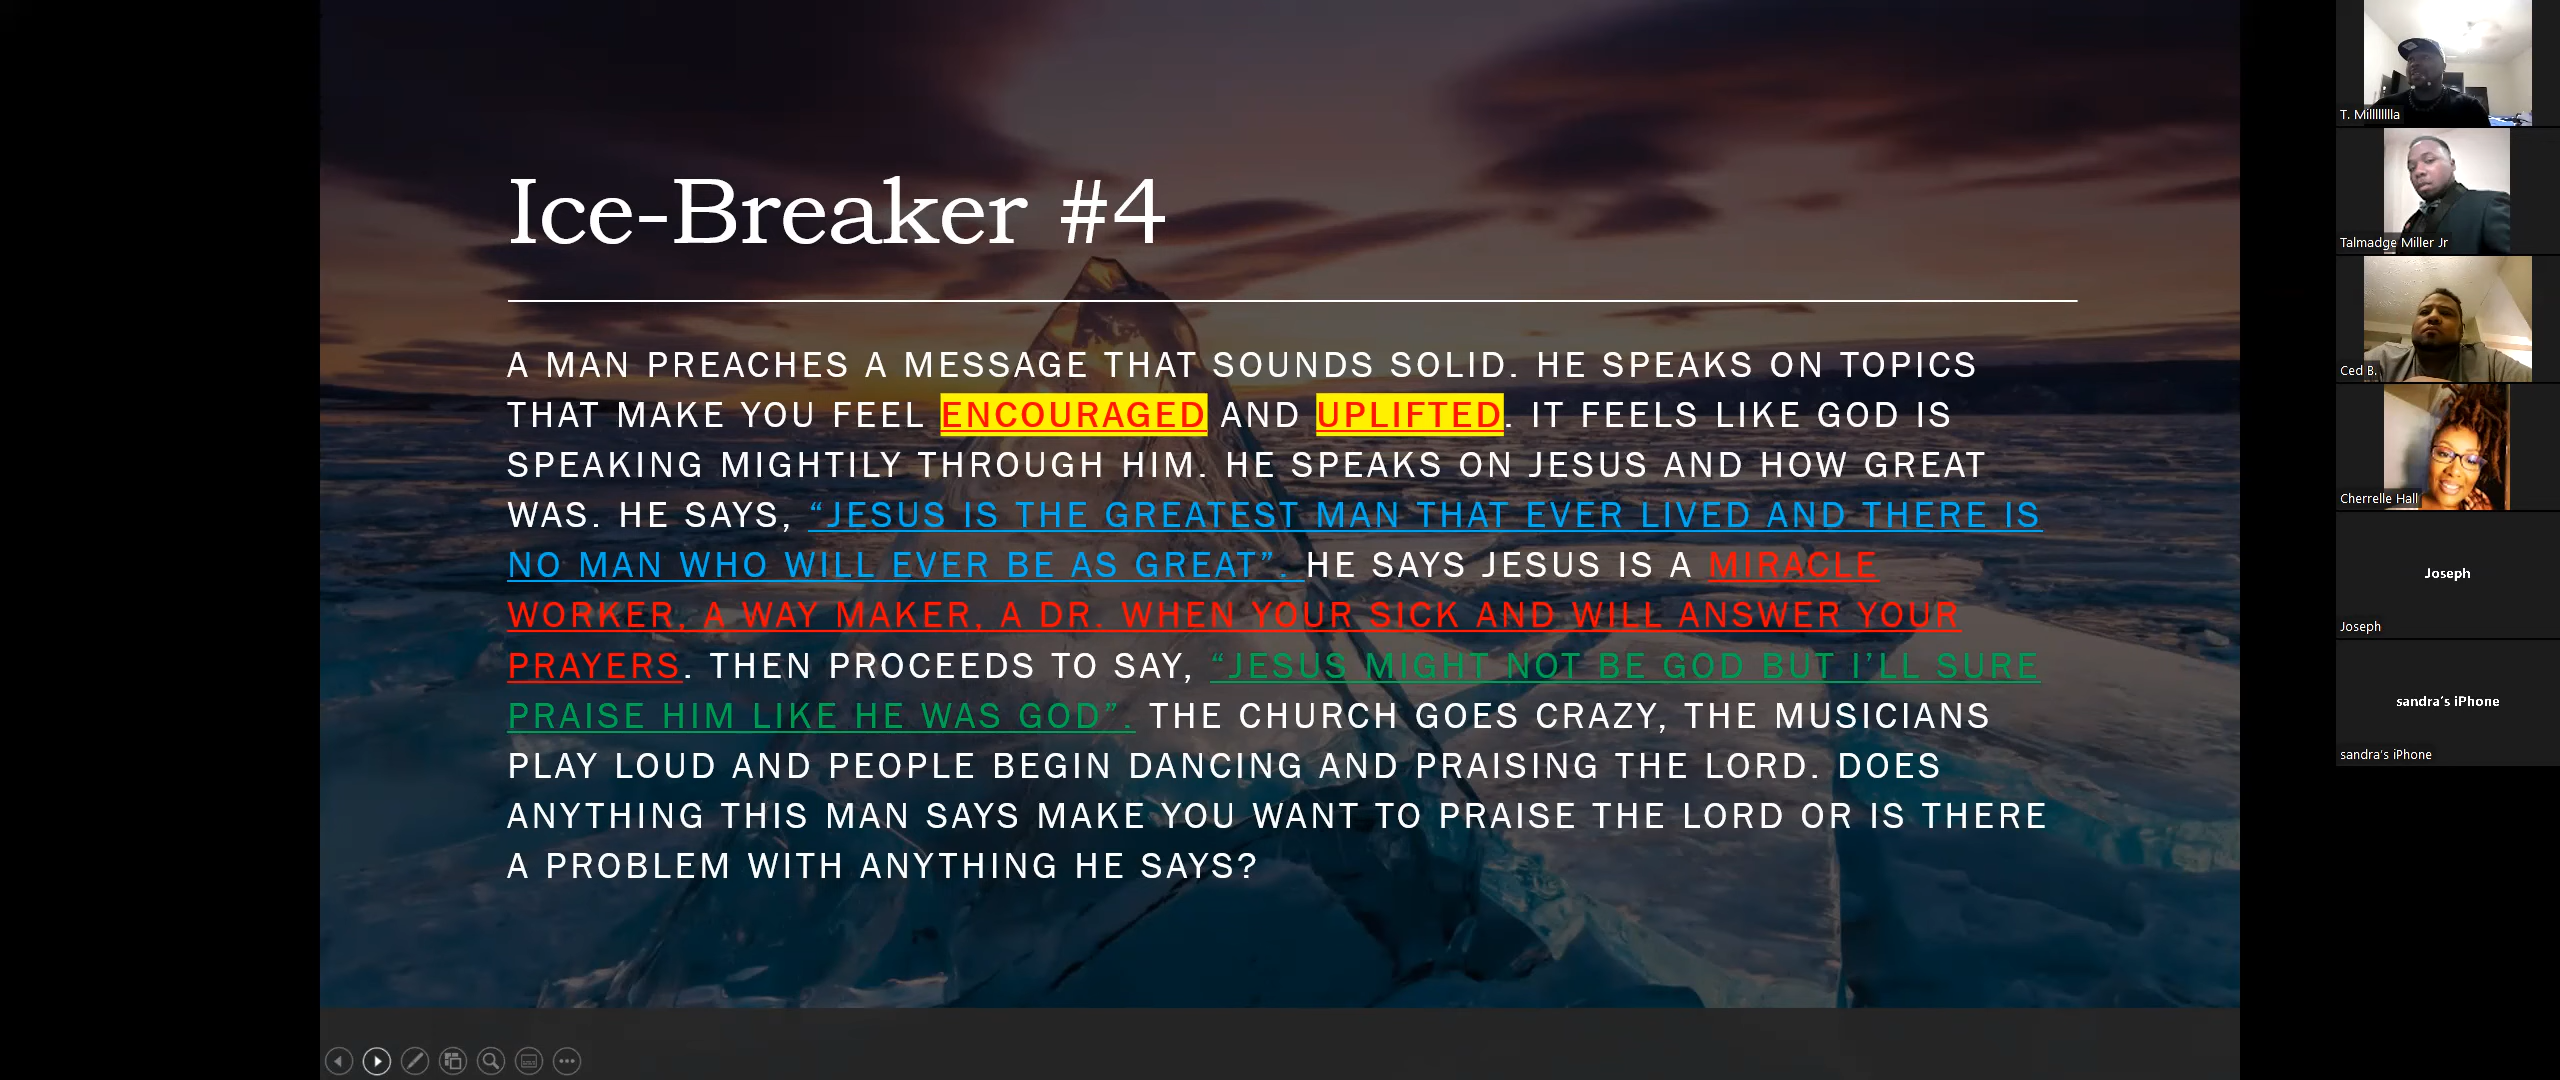 Ice-Breaker #4
A MAN PREACHES A MESSAGE THAT SOUNDS SOLID. HE SPEAKS ON TOPICS
THAT MAKE YOU FEEL ENCOURAGED AND UPLIFTED. IT FEELS LIKE GOD IS
SPEAKING MIGHTILY THROUGH HIM. HE SPEAKS ON JESUS AND HOW GREAT
WAS. HE SAYS, “JESUS IS THE GREATEST MAN THAT EVER LIVED AND THERE IS
NO MAN WHO WILL EVER BE AS GREAT”. HE SAYS JESUS IS A MIRACLE
WORKER, A WAY MAKER, A DR. WHEN YOUR SICK AND WILL ANSWER YOUR
PRAYERS. THEN PROCEEDS TO SAY, “JESUS MIGHT NOT BE GOD BUT I’LL SURE
PRAISE HIM LIKE HE WAS GOD”. THE CHURCH GOES CRAZY, THE MUSICIANS
PLAY LOUD AND PEOPLE BEGIN DANCING AND PRAISING THE LORD. DOES
ANYTHING THIS MAN SAYS MAKE YOU WANT TO PRAISE THE LORD OR IS THERE
A PROBLEM WITH ANYTHING HE SAYS?
T.
Talmadge Miller Jr
Ced B.
Cherrelle Hall
Joseph
Joseph
sandra's iPhone
sandra's iPhone